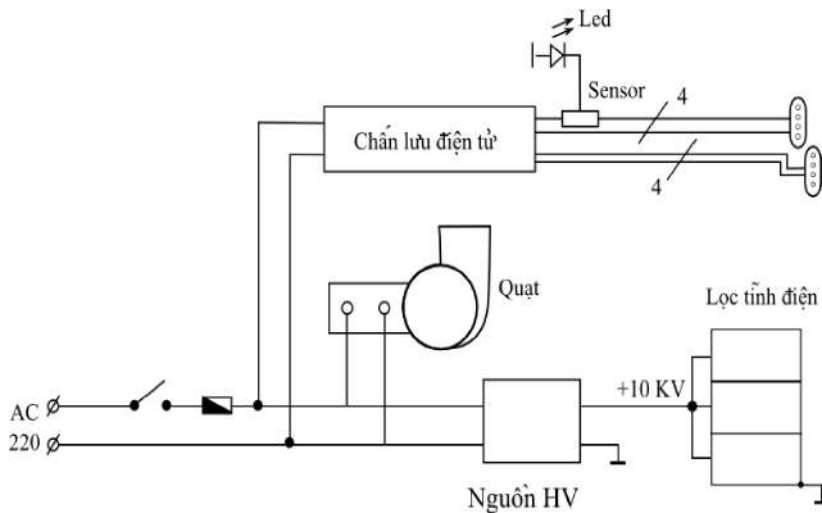 Led
Sensor
4
Chấn lưu điện tử
4
Quạt
Lọc tĩnh điện
+10 KV
AC
220
Nguồn HV